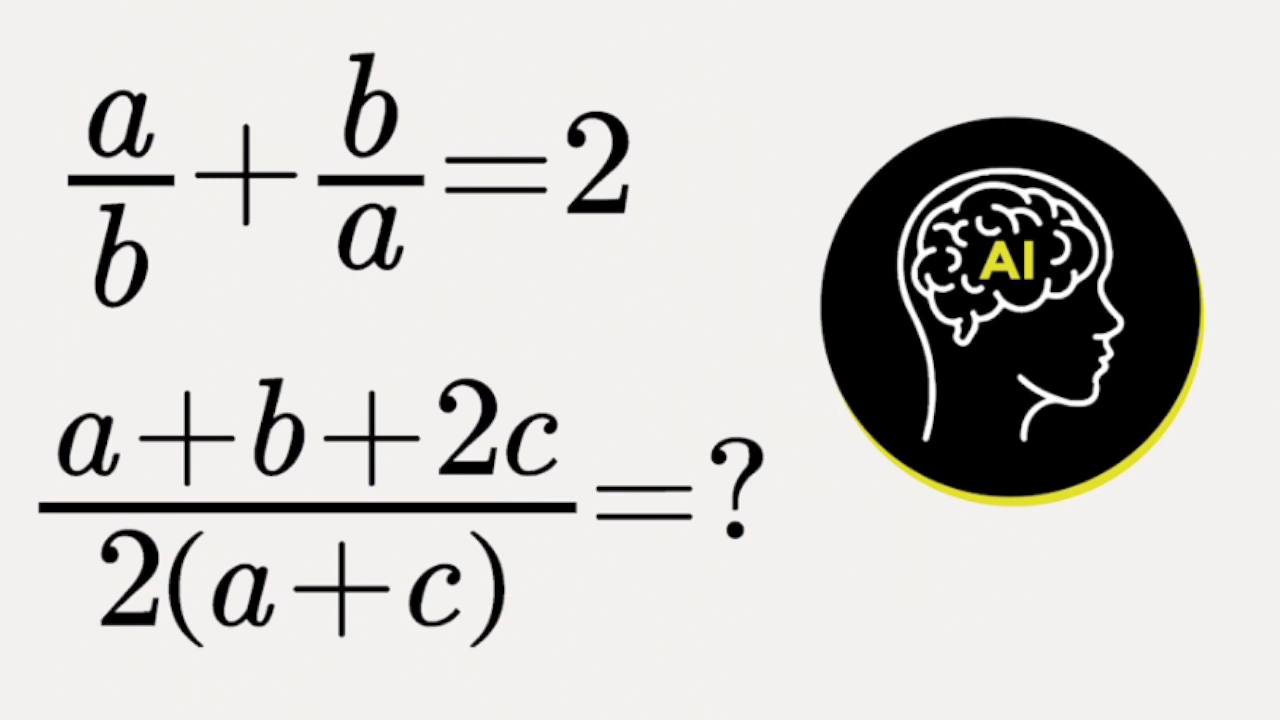 a/b + b/a = 2
(a+b+2c)/(2(a+c)) = ?
AI